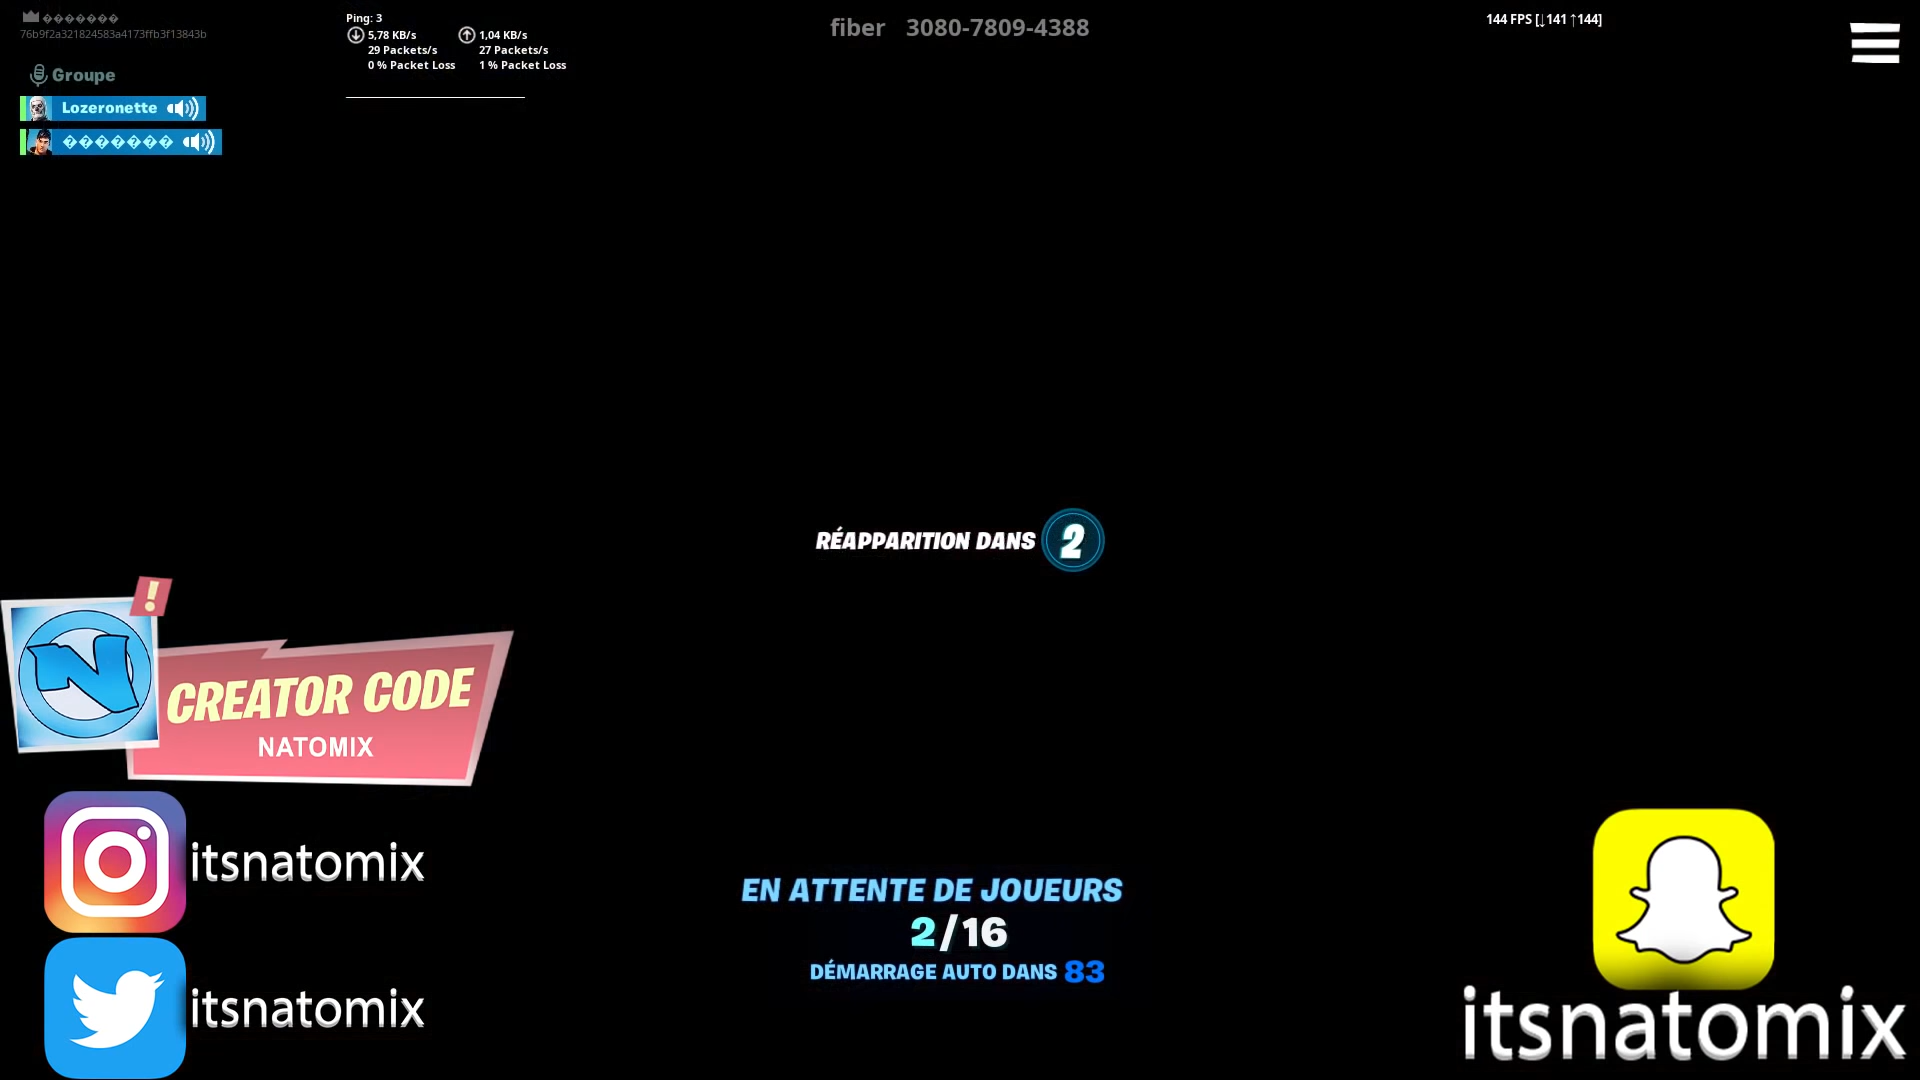 �������
76b9f2a321824583a4173ffb3f13843b
Groupe
Lozeronette
�������
Ping: 3
5,78 KB/s 1,04 KB/s
29 Packets/s 27 Packets/s
0 % Packet Loss 1 % Packet Loss
fiber 3080-7809-4388
144 FPS [↓141 ↑144]
RÉAPPARITION DANS 2
!
N
CREATOR CODE
NATOMIX
itsnatomix
itsnatomix
EN ATTENTE DE JOUEURS
2/16
DÉMARRAGE AUTO DANS 83
itsnatomix